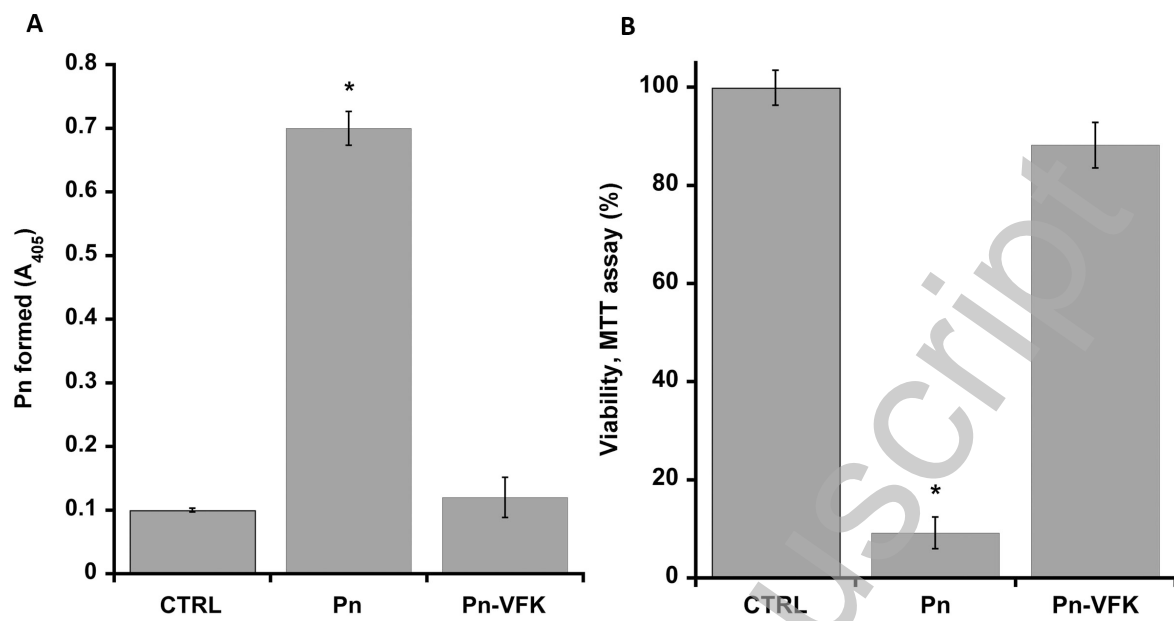 A
Pn formed (A405)
0.8
0.7
0.6
0.5
0.4
0.3
0.2
0.1
0
*
CTRL Pn Pn-VFK
B
Viability, MTT assay (%)
100
80
60
40
20
0
*
CTRL Pn Pn-VFK
uscript